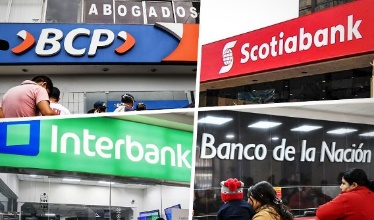 ABOGADOS
BCP
Scotiabank
Interbank
Banco de la Nación